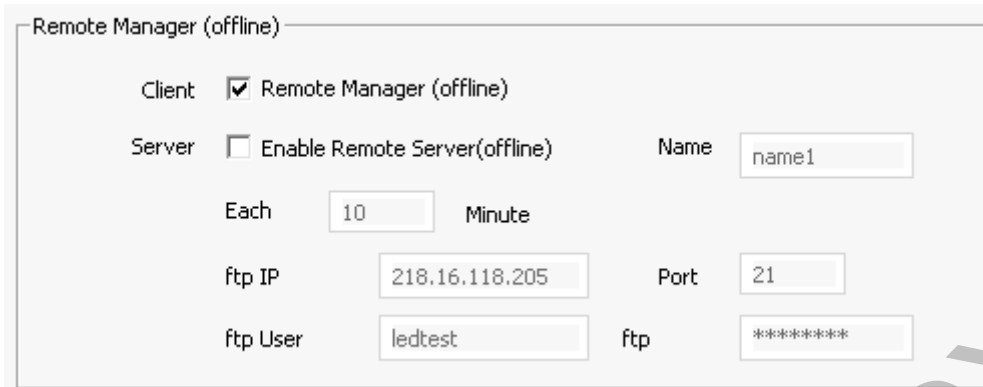 Remote Manager (offline)
Client Remote Manager (offline)
Server Enable Remote Server(offline) Name name1
Each 10 Minute
ftp IP 218.16.118.205 Port 21
ftp User ledtest ftp ********